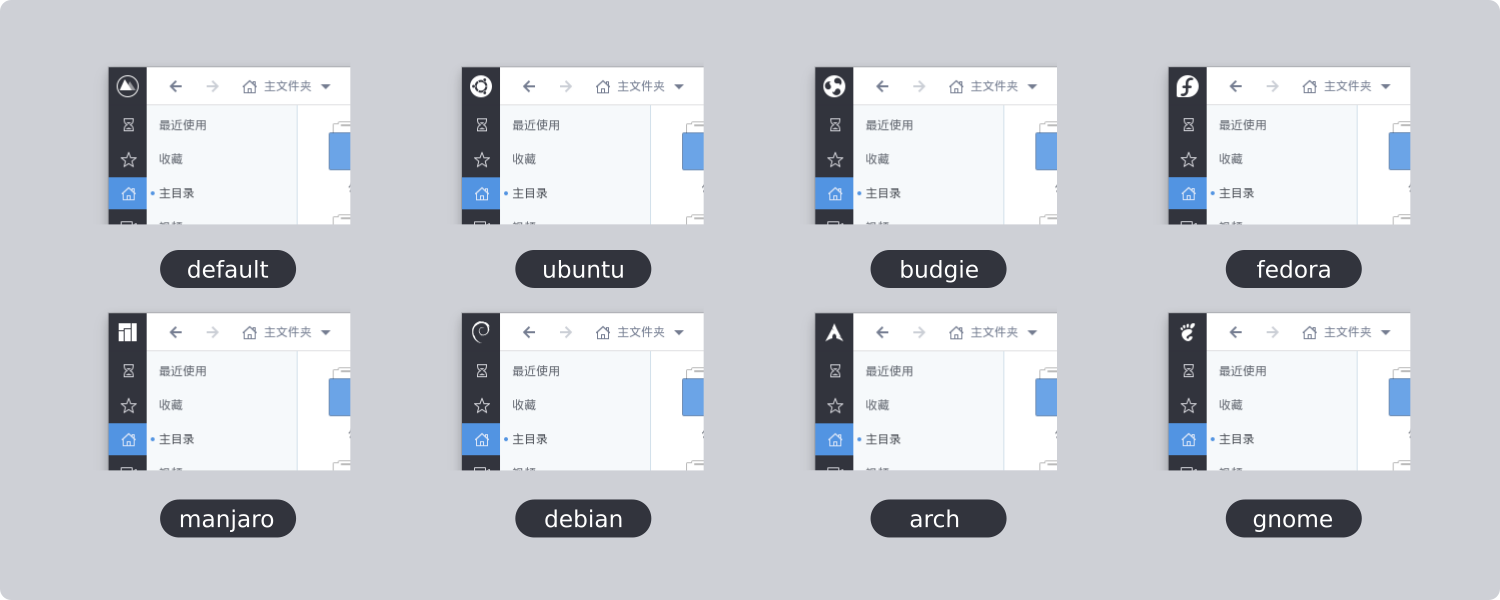 主文件夹
最近使用
收藏
主目录
主文件夹
最近使用
收藏
主目录
主文件夹
最近使用
收藏
主目录
主文件夹
最近使用
收藏
主目录
default
ubuntu
budgie
fedora
主文件夹
最近使用
收藏
主目录
主文件夹
最近使用
收藏
主目录
主文件夹
最近使用
收藏
主目录
主文件夹
最近使用
收藏
主目录
manjaro
debian
arch
gnome